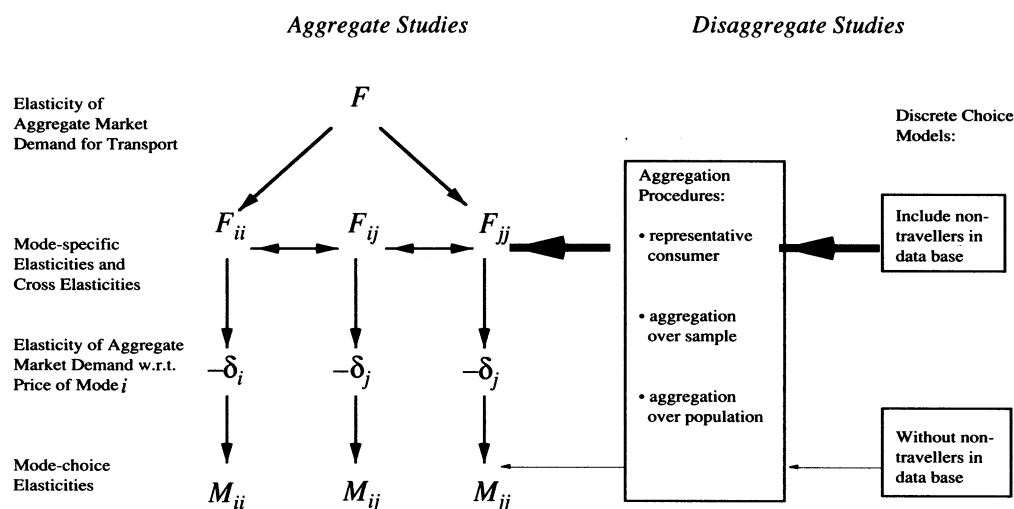 Aggregate Studies
Disaggregate Studies
Elasticity of
Aggregate Market
Demand for Transport
F
Discrete Choice
Models:
Aggregation
Procedures:
• representative
consumer
• aggregation
over sample
• aggregation
over population
Include non-
travellers in
data base
Mode-specific
Elasticities and
Cross Elasticities
F_ii
F_ij
F_jj
Elasticity of Aggregate
Market Demand w.r.t.
Price of Mode i
−δ_i
−δ_j
−δ_j
Without non-
travellers in
data base
Mode-choice
Elasticities
M_ii
M_ij
M_jj